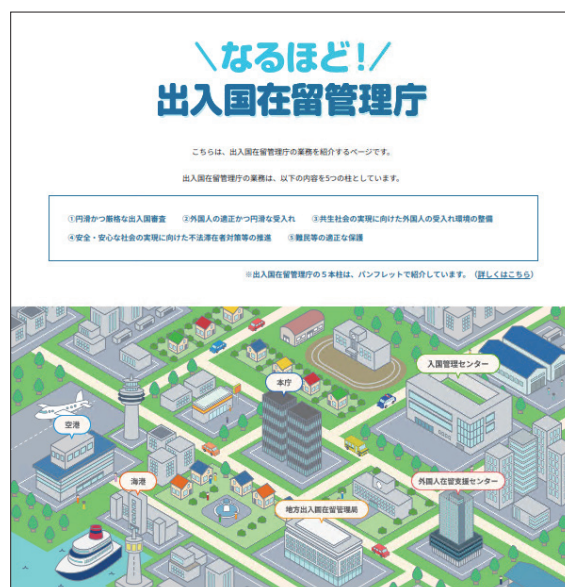 ＼なるほど!／
出入国在留管理庁
こちらは、出入国在留管理庁の業務を紹介するページです。
出入国在留管理庁の業務は、以下の内容を5つの柱としています。
①円滑かつ厳格な出入国審査　②外国人の適正かつ円滑な受入れ　③共生社会の実現に向けた外国人の受入れ環境の整備
④安全・安心な社会の実現に向けた不法滞在者対策等の推進　⑤難民等の適正な保護
※出入国在留管理庁の５本柱は、パンフレットで紹介しています。（詳しくはこちら）
入国管理センター
本庁
空港
海港
外国人在留支援センター
地方出入国在留管理局